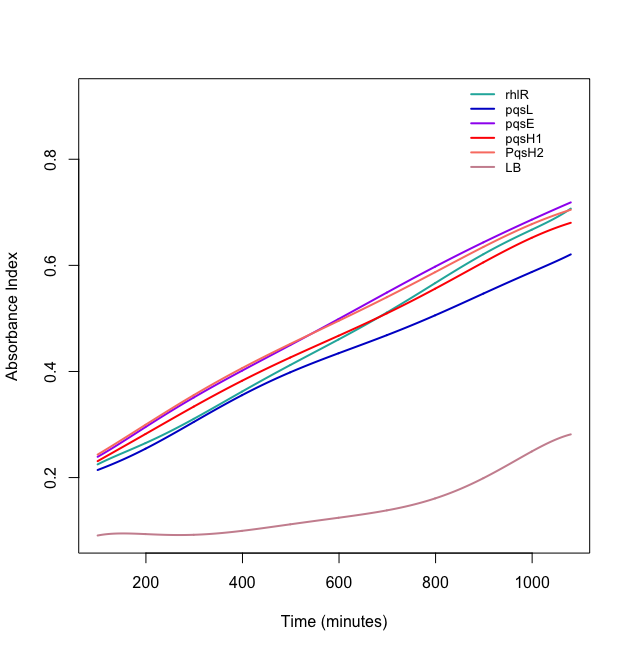 rhlR
pqsL
pqsE
pqsH1
PqsH2
LB
0.8
0.6
0.4
0.2
Absorbance Index
200 400 600 800 1000
Time (minutes)